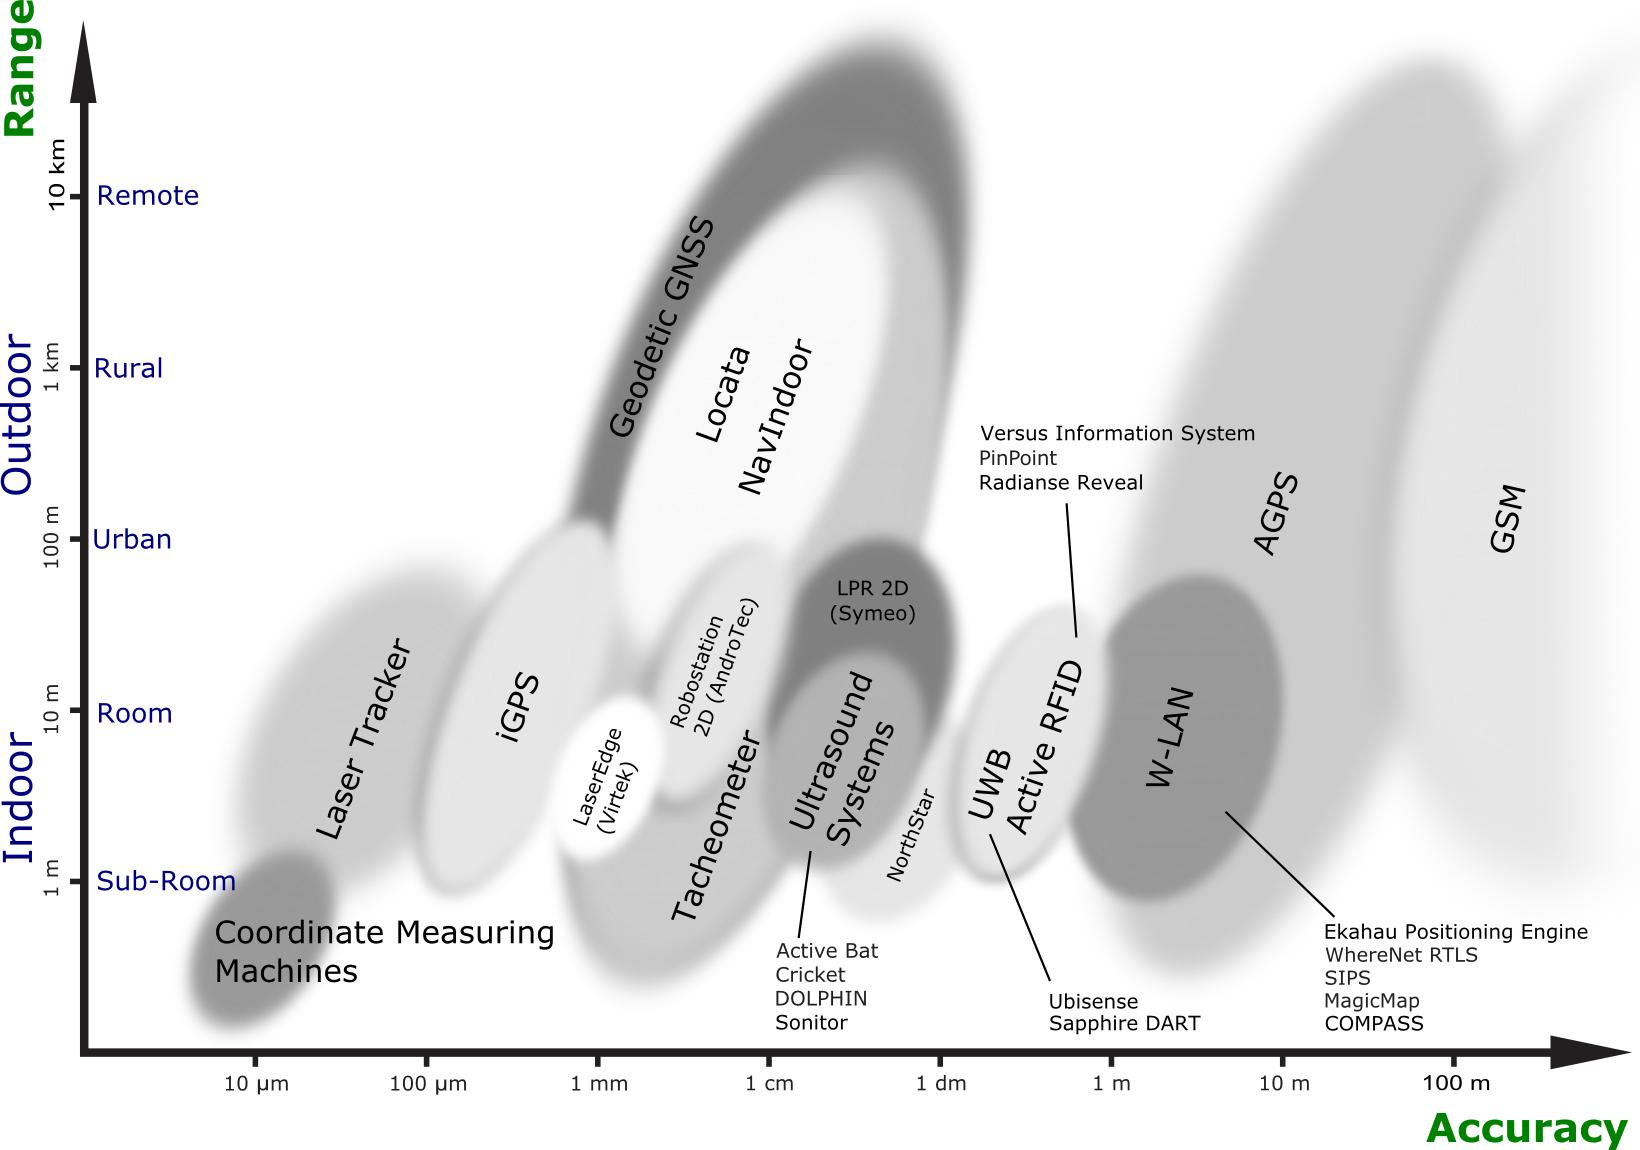 Range
10 km
Remote
Geodetic GNSS
Outdoor
1 km
Rural
Locata
NavIndoor
Versus Information System
PinPoint
Radianse Reveal
AGPS
GSM
100 m
Urban
LPR 2D
(Symeo)
Indoor
10 m
Room
Laser Tracker
iGPS
LaserEdge
(Virtek)
Robostation
2D (AndroTec)
Tacheometer
Ultrasound
Systems
NorthStar
UWB
Active RFID
W-LAN
1 m
Sub-Room
Coordinate Measuring
Machines
Active Bat
Cricket
DOLPHIN
Sonitor
Ubisense
Sapphire DART
Ekahau Positioning Engine
WhereNet RTLS
SIPS
MagicMap
COMPASS
10 µm
100 µm
1 mm
1 cm
1 dm
1 m
10 m
100 m
Accuracy